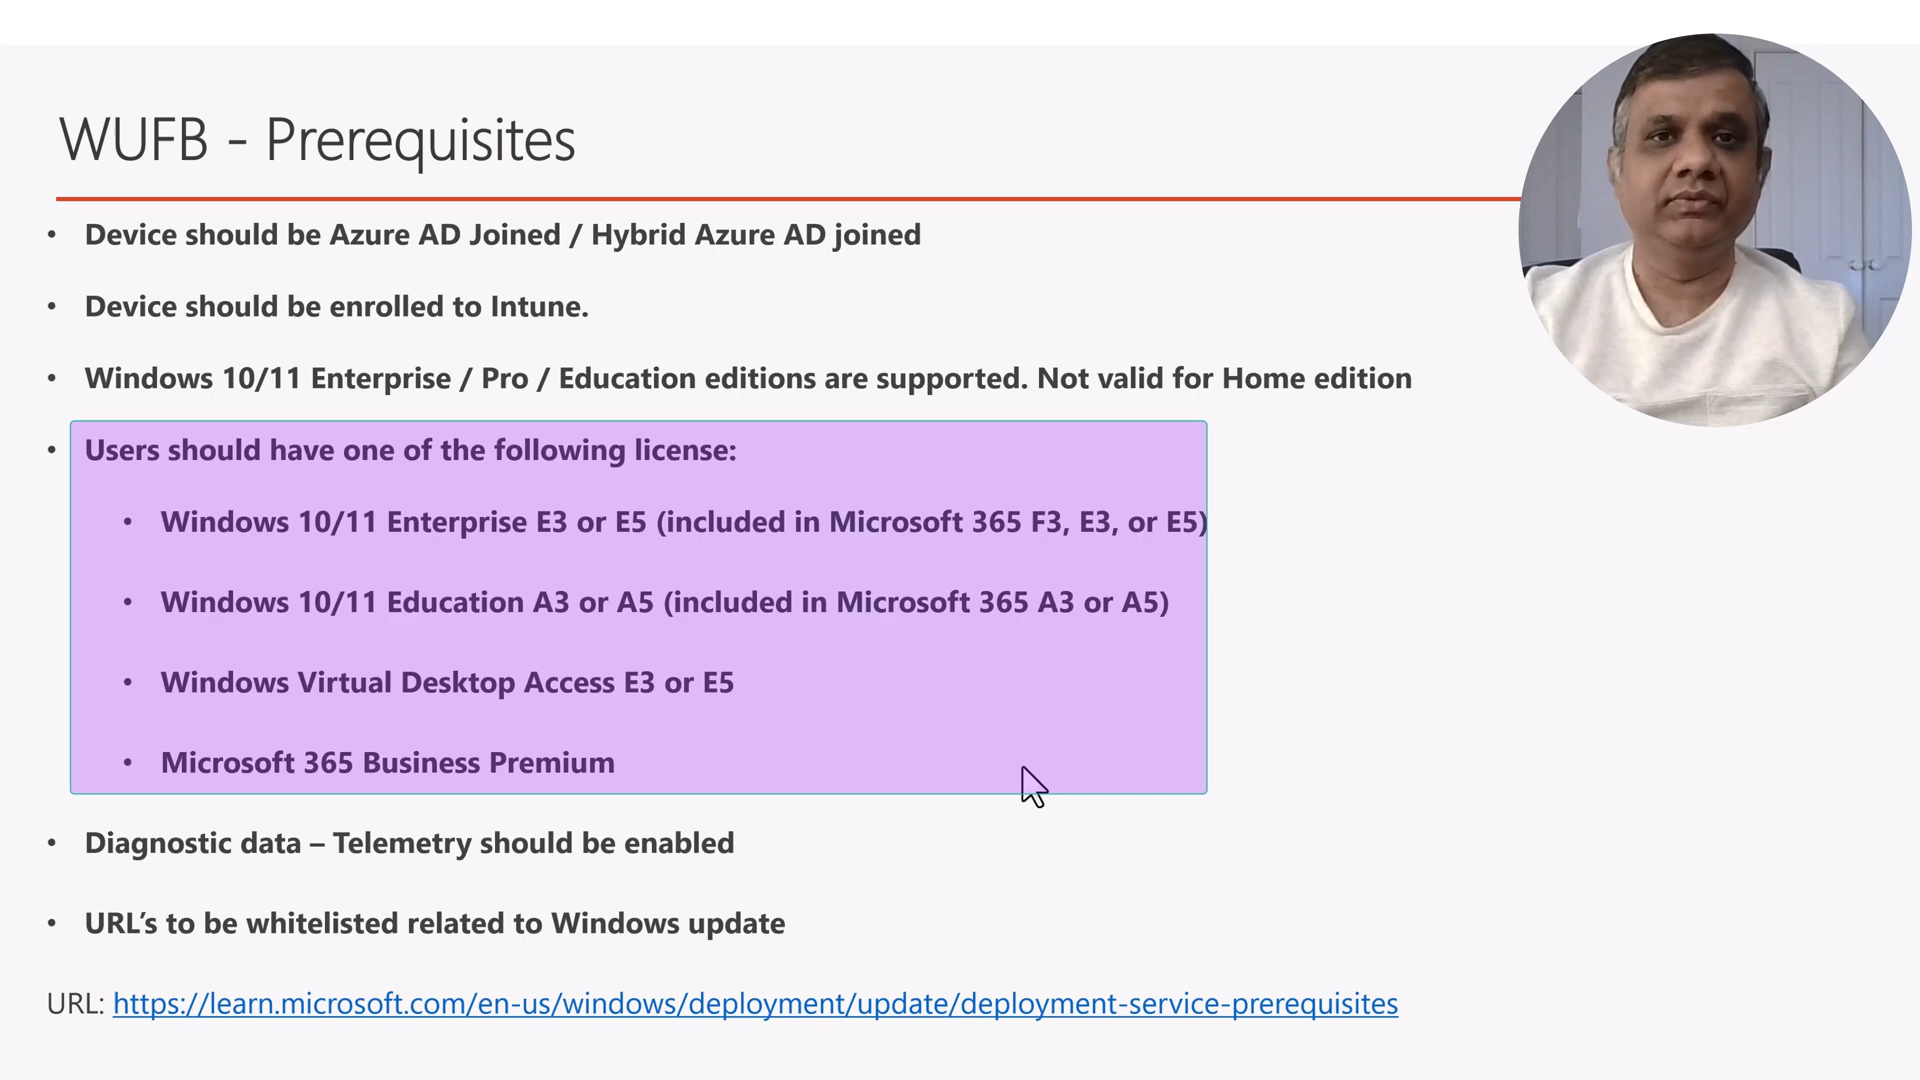 WUFB - Prerequisites
• Device should be Azure AD Joined / Hybrid Azure AD joined
• Device should be enrolled to Intune.
• Windows 10/11 Enterprise / Pro / Education editions are supported. Not valid for Home edition
• Users should have one of the following license:
• Windows 10/11 Enterprise E3 or E5 (included in Microsoft 365 F3, E3, or E5)
• Windows 10/11 Education A3 or A5 (included in Microsoft 365 A3 or A5)
• Windows Virtual Desktop Access E3 or E5
• Microsoft 365 Business Premium
• Diagnostic data – Telemetry should be enabled
• URL’s to be whitelisted related to Windows update
URL: https://learn.microsoft.com/en-us/windows/deployment/update/deployment-service-prerequisites